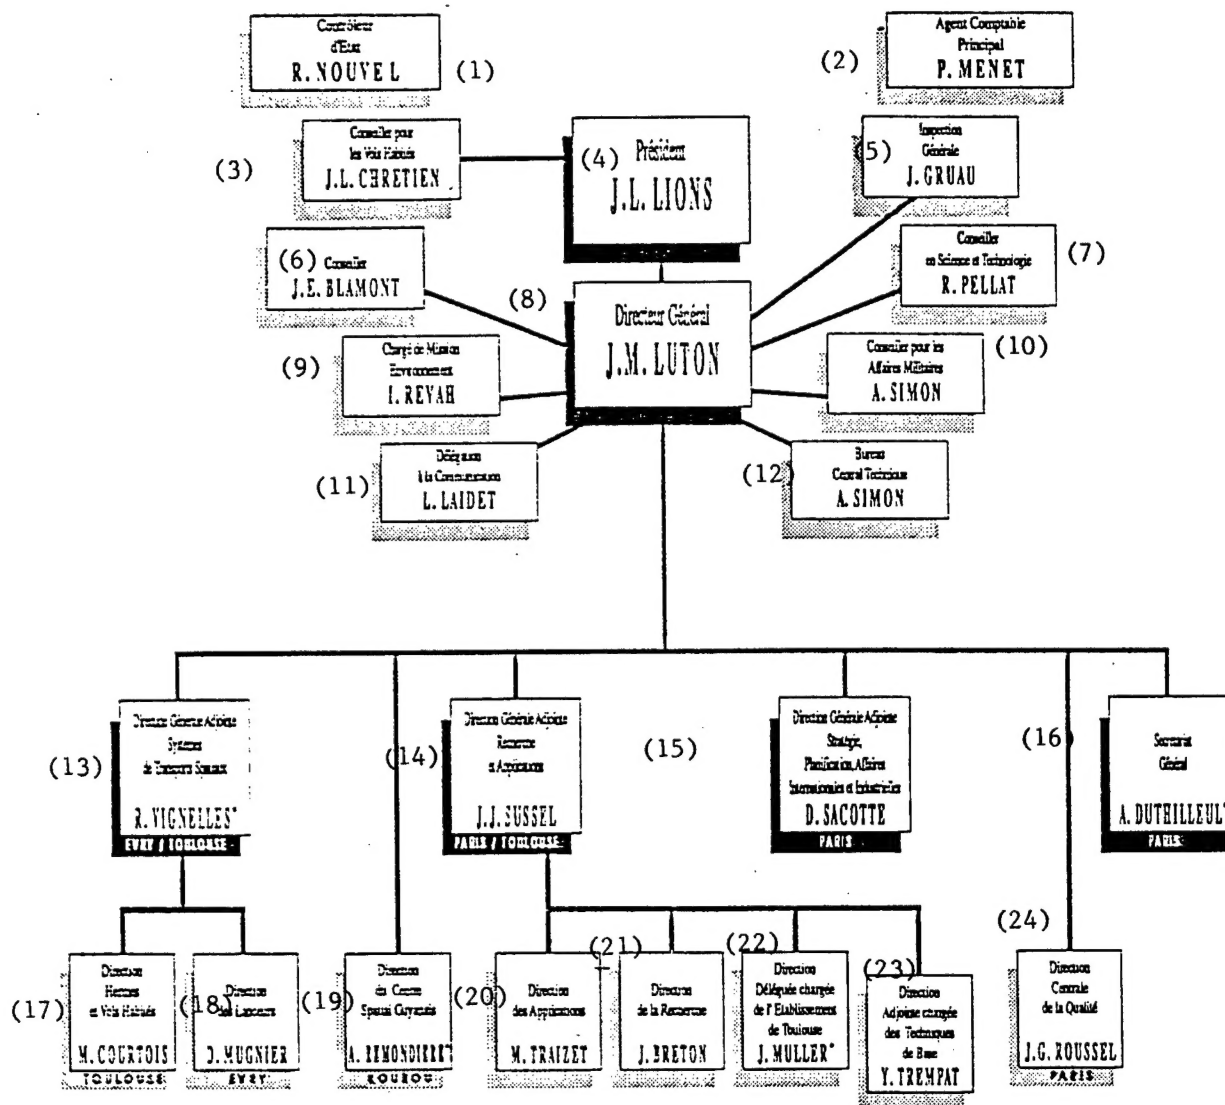 Contrôleur
d'Etat
R. NOUVEL
(1)
(2)
Agent Comptable
Principal
P. MENET
(3)
Conseiller pour
les Vols Habités
J.L. CHRETIEN
(4)
Président
J.L. LIONS
(5)
Inspection
Générale
J. GRUAU
(6)
Conseiller
J.E. BLAMONT
(7)
Conseiller
en Science et Technologie
R. PELLAT
(8)
Directeur Général
J.M. LUTON
(9)
Chargé de Mission
Environnement
I. REVAH
(10)
Conseiller pour les
Affaires Militaires
A. SIMON
(11)
Délégation
à la Communication
L. LAIDET
(12)
Bureau
Central Technique
A. SIMON
(13)
Direction Générale Adjointe
Systèmes
de Transports Spatiaux
R. VIGNELLES*
EVRY / TOULOUSE
(14)
Direction Générale Adjointe
Recherche
et Applications
J.J. SUSSEL
PARIS / TOULOUSE
(15)
Direction Générale Adjointe
Stratégie,
Planification, Affaires
Internationales et Industrielles
D. SACOTTE
PARIS
(16)
Secrétariat
Général
A. DUTHILLEUL*
PARIS
(17)
Direction
Hermes
et Vols Habités
M. COURTOIS
TOULOUSE
(18)
Direction
des Lanceurs
D. MUGNIER
EVRY
(19)
Direction
du Centre
Spatial Guyanais
A. REMONDIERE*
KOUROU
(20)
Direction
des Applications
M. TRAIZET
(21)
Direction
de la Recherche
J. BRETON
(22)
Direction
Déléguée chargée
de l'Etablissement
de Toulouse
J. MULLER*
(23)
Direction
Adjointe chargée
des Techniques
de Base
Y. TREMPAT
(24)
Direction
Centrale
de la Qualité
J.G. ROUSSEL
PARIS